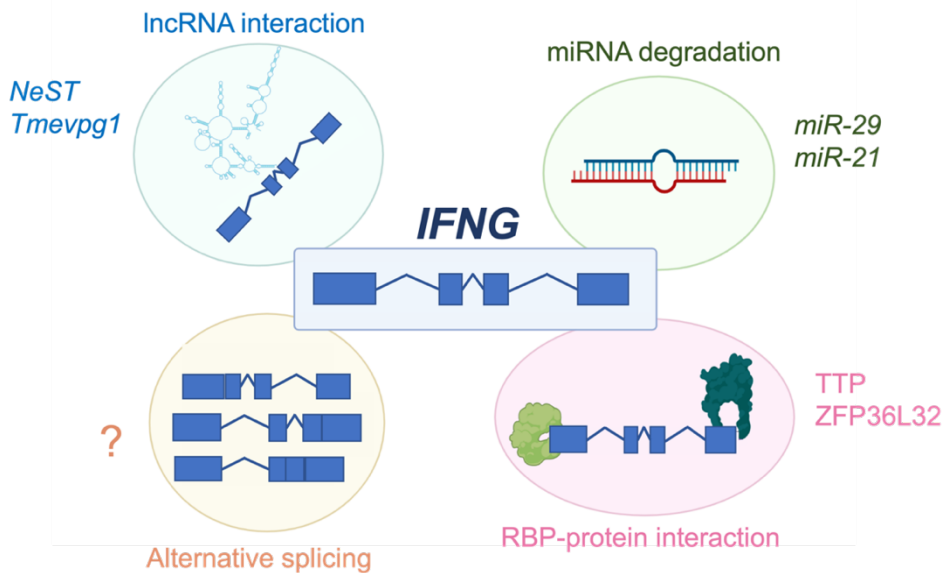 lncRNA interaction
NeST
Tmevpg1
miRNA degradation
miR-29
miR-21
IFNG
?
Alternative splicing
TTP
ZFP36L32
RBP-protein interaction